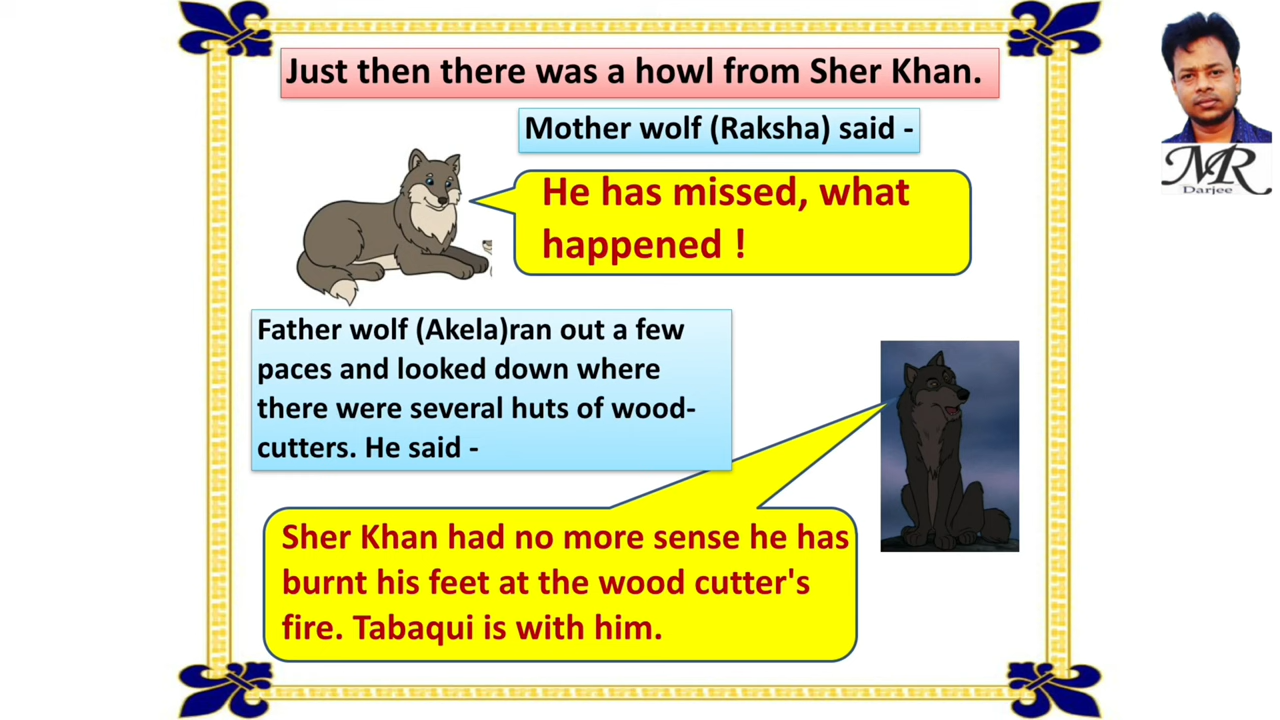 Just then there was a howl from Sher Khan.
Mother wolf (Raksha) said -
He has missed, what
happened !
Father wolf (Akela)ran out a few
paces and looked down where
there were several huts of wood-
cutters. He said -
Sher Khan had no more sense he has
burnt his feet at the wood cutter's
fire. Tabaqui is with him.
MR
Darjee